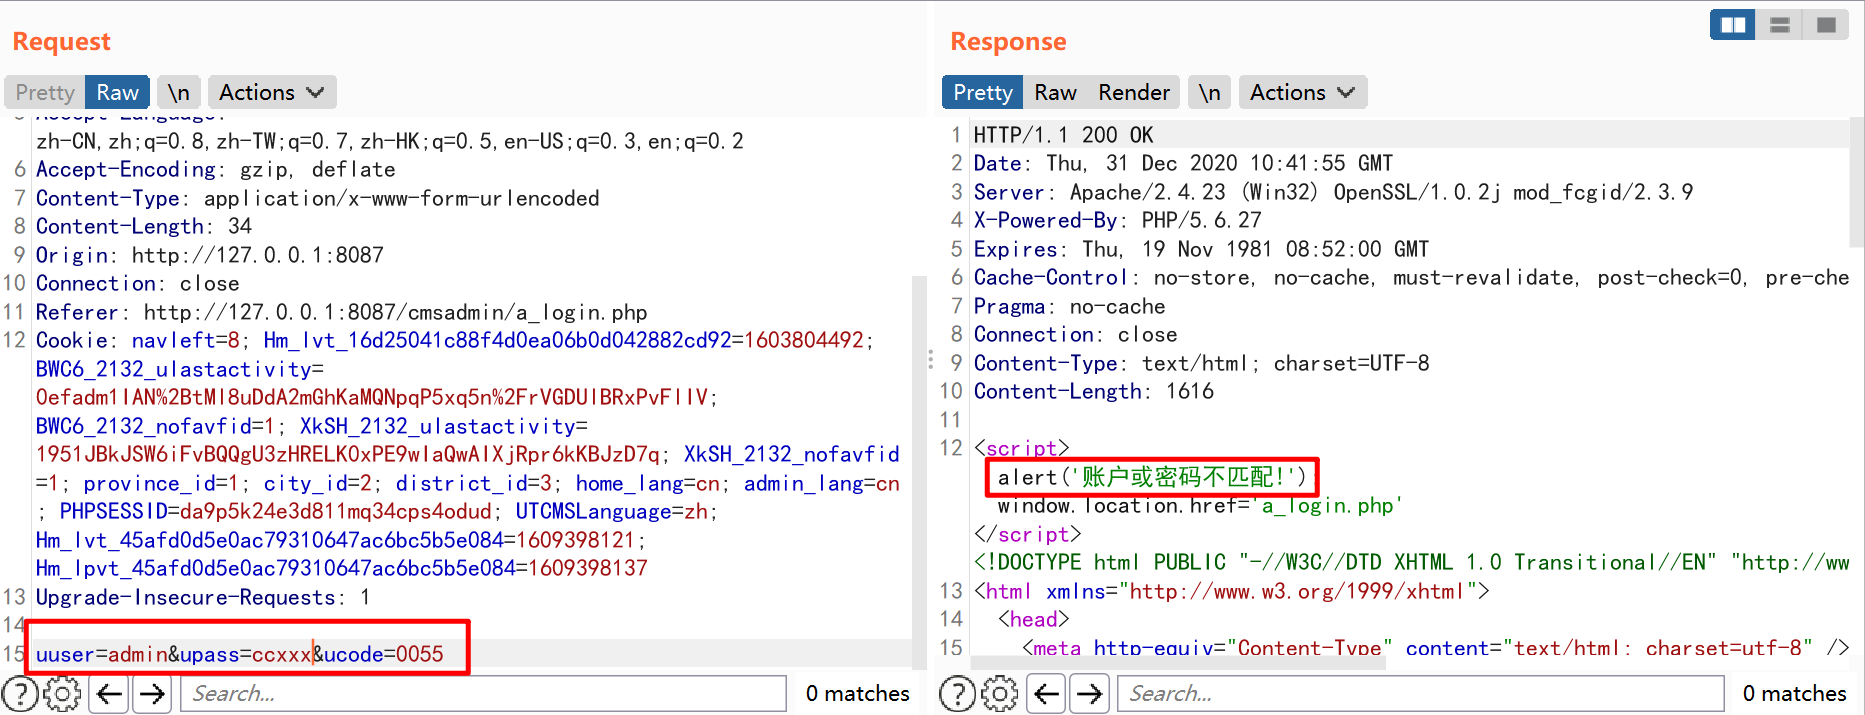 Request
Pretty Raw \n Actions
5 Accept-Language:
zh-CN,zh;q=0.8,zh-TW;q=0.7,zh-HK;q=0.5,en-US;q=0.3,en;q=0.2
6 Accept-Encoding: gzip, deflate
7 Content-Type: application/x-www-form-urlencoded
8 Content-Length: 34
9 Origin: http://127.0.0.1:8087
10 Connection: close
11 Referer: http://127.0.0.1:8087/cmsadmin/a_login.php
12 Cookie: navleft=8; Hm_lvt_16d25041c88f4d0ea06b0d042882cd92=1603804492;
BWC6_2132_ulastactivity=
0efadm1IAN%2BtMl8uDdA2mGhKaMQNpqP5xq5n%2FrVGDUlBRxPvFlIV;
BWC6_2132_nofavfid=1; XkSH_2132_ulastactivity=
1951JBkJSW6iFvBQQgU3zHRELK0xPE9wIaQwAIXjRpr6kKBJzD7q; XkSH_2132_nofavfid
=1; province_id=1; city_id=2; district_id=3; home_lang=cn; admin_lang=cn
; PHPSESSID=da9p5k24e3d811mq34cps4odud; UTCMSLanguage=zh;
Hm_lvt_45afd0d5e0ac79310647ac6bc5b5e084=1609398121;
Hm_lpvt_45afd0d5e0ac79310647ac6bc5b5e084=1609398137
13 Upgrade-Insecure-Requests: 1
14
15 uuser=admin&upass=ccxxx&ucode=0055
Search... 0 matches
Response
Pretty Raw Render \n Actions
1 HTTP/1.1 200 OK
2 Date: Thu, 31 Dec 2020 10:41:55 GMT
3 Server: Apache/2.4.23 (Win32) OpenSSL/1.0.2j mod_fcgid/2.3.9
4 X-Powered-By: PHP/5.6.27
5 Expires: Thu, 19 Nov 1981 08:52:00 GMT
6 Cache-Control: no-store, no-cache, must-revalidate, post-check=0, pre-che
7 Pragma: no-cache
8 Connection: close
9 Content-Type: text/html; charset=UTF-8
10 Content-Length: 1616
11
12 <script>
alert('账户或密码不匹配!')
window.location.href='a_login.php'
</script>
<!DOCTYPE html PUBLIC "-//W3C//DTD XHTML 1.0 Transitional//EN" "http://ww
13 <html xmlns="http://www.w3.org/1999/xhtml">
14 <head>
15 <meta http-equiv="Content-Type" content="text/html; charset=utf-8" />
Search... 0 matches